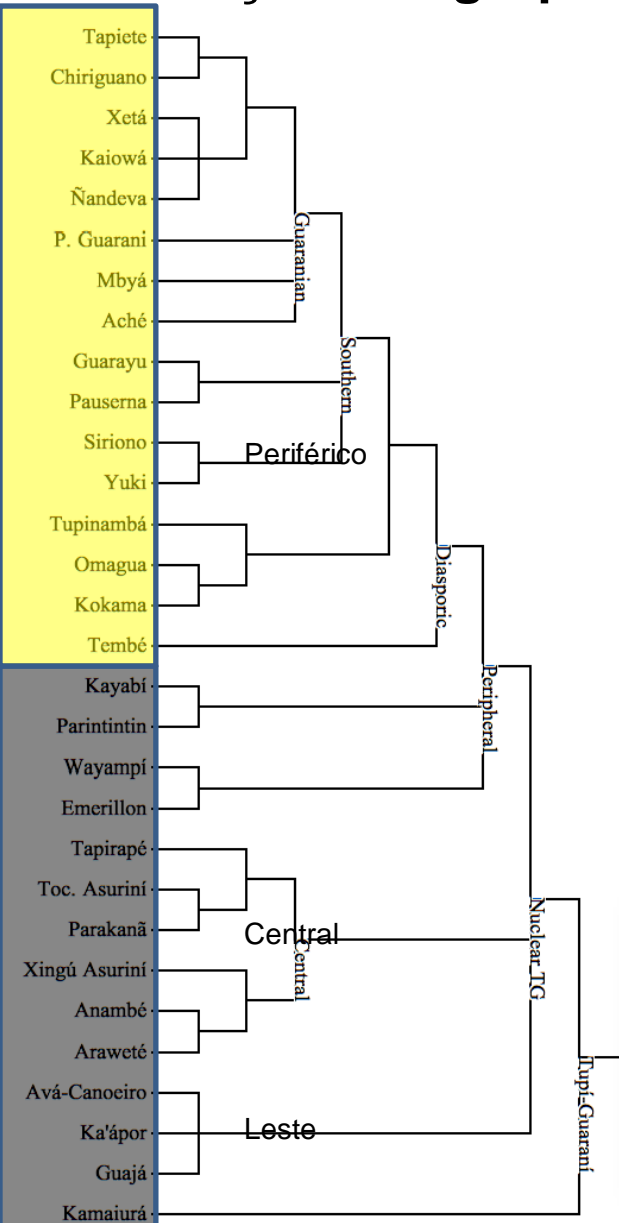 Tapiete
Chiriguano
Xetá
Kaiowá
Ñandeva
P. Guarani
Mbyá
Aché
Guarayu
Pauserna
Siriono
Yuki
Tupinambá
Omagua
Kokama
Tembé
Kayabí
Parintintin
Wayampí
Emerillon
Tapirapé
Toc. Asuriní
Parakanã
Xingú Asuriní
Anambé
Araweté
Avá-Canoeiro
Ka'ápor
Guajá
Kamaiurá
Guaranian
Southern
Periférico
Diasporic
Peripheral
Central
Central
Nuclear_TG
Leste
Tupí-Guaraní